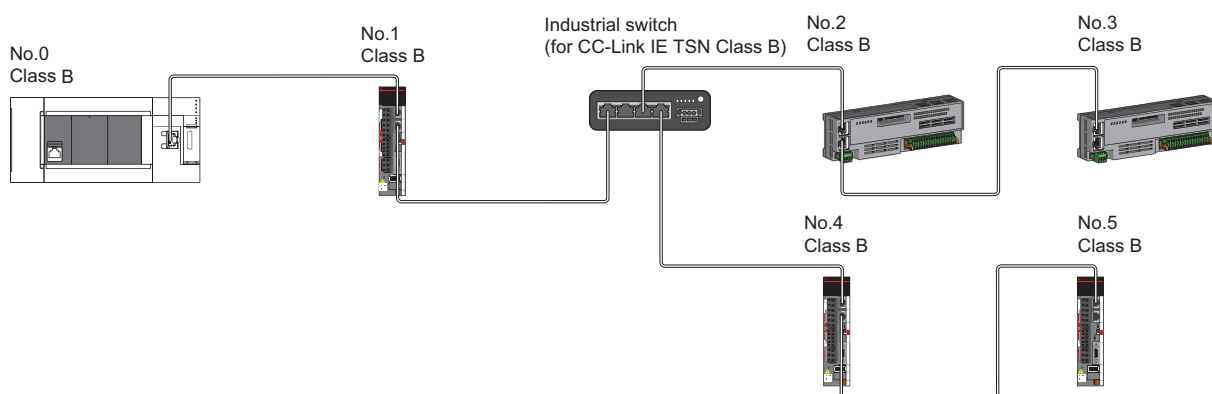 No.0
Class B
No.1
Class B
Industrial switch
(for CC-Link IE TSN Class B)
No.2
Class B
No.3
Class B
No.4
Class B
No.5
Class B